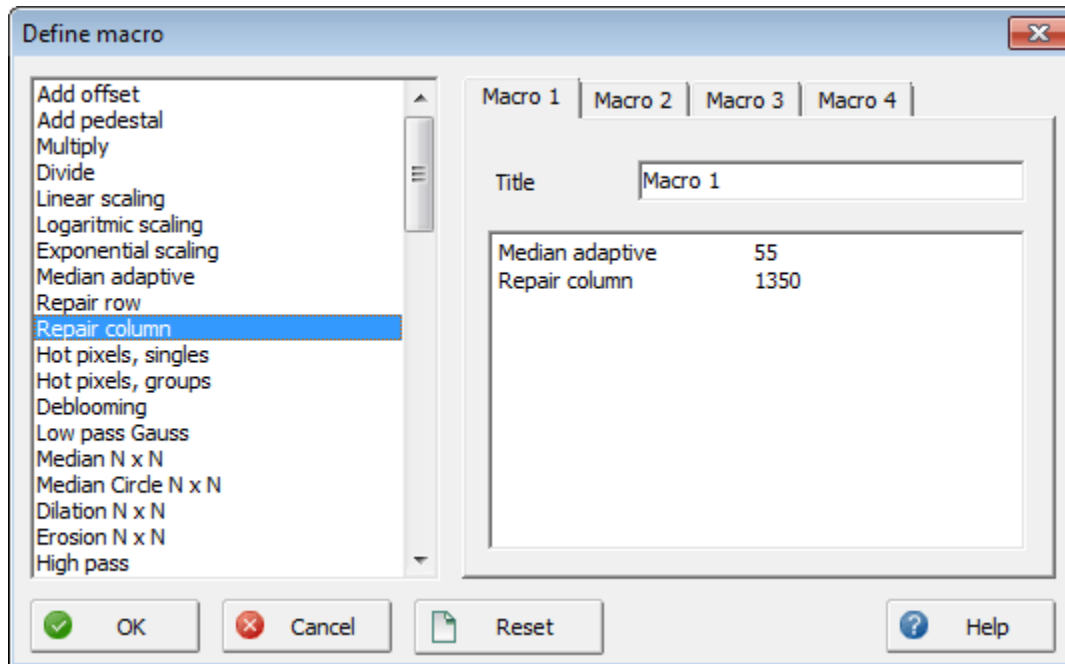 Define macro
Add offset
Add pedestal
Multiply
Divide
Linear scaling
Logaritmic scaling
Exponential scaling
Median adaptive
Repair row
Repair column
Hot pixels, singles
Hot pixels, groups
Deblooming
Low pass Gauss
Median N x N
Median Circle N x N
Dilation N x N
Erosion N x N
High pass
Macro 1 Macro 2 Macro 3 Macro 4
Title Macro 1
Median adaptive 55
Repair column 1350
OK Cancel Reset Help